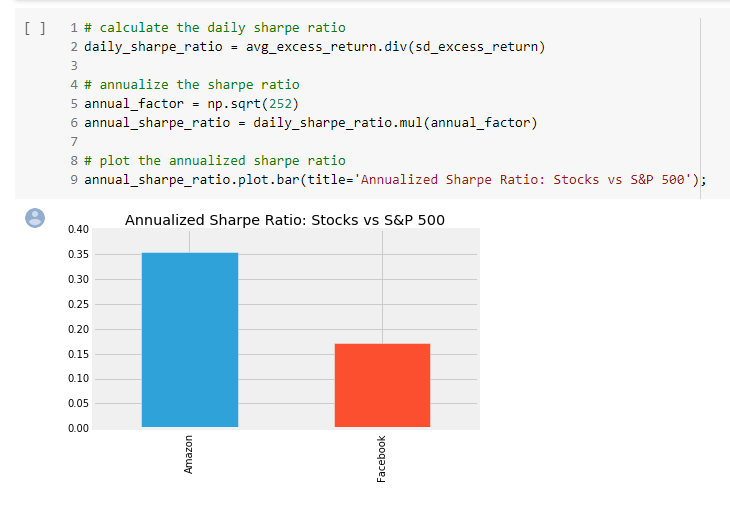 [ ]
1 # calculate the daily sharpe ratio
2 daily_sharpe_ratio = avg_excess_return.div(sd_excess_return)
3
4 # annualize the sharpe ratio
5 annual_factor = np.sqrt(252)
6 annual_sharpe_ratio = daily_sharpe_ratio.mul(annual_factor)
7
8 # plot the annualized sharpe ratio
9 annual_sharpe_ratio.plot.bar(title='Annualized Sharpe Ratio: Stocks vs S&P 500');
Annualized Sharpe Ratio: Stocks vs S&P 500
0.40
0.35
0.30
0.25
0.20
0.15
0.10
0.05
0.00
Amazon
Facebook